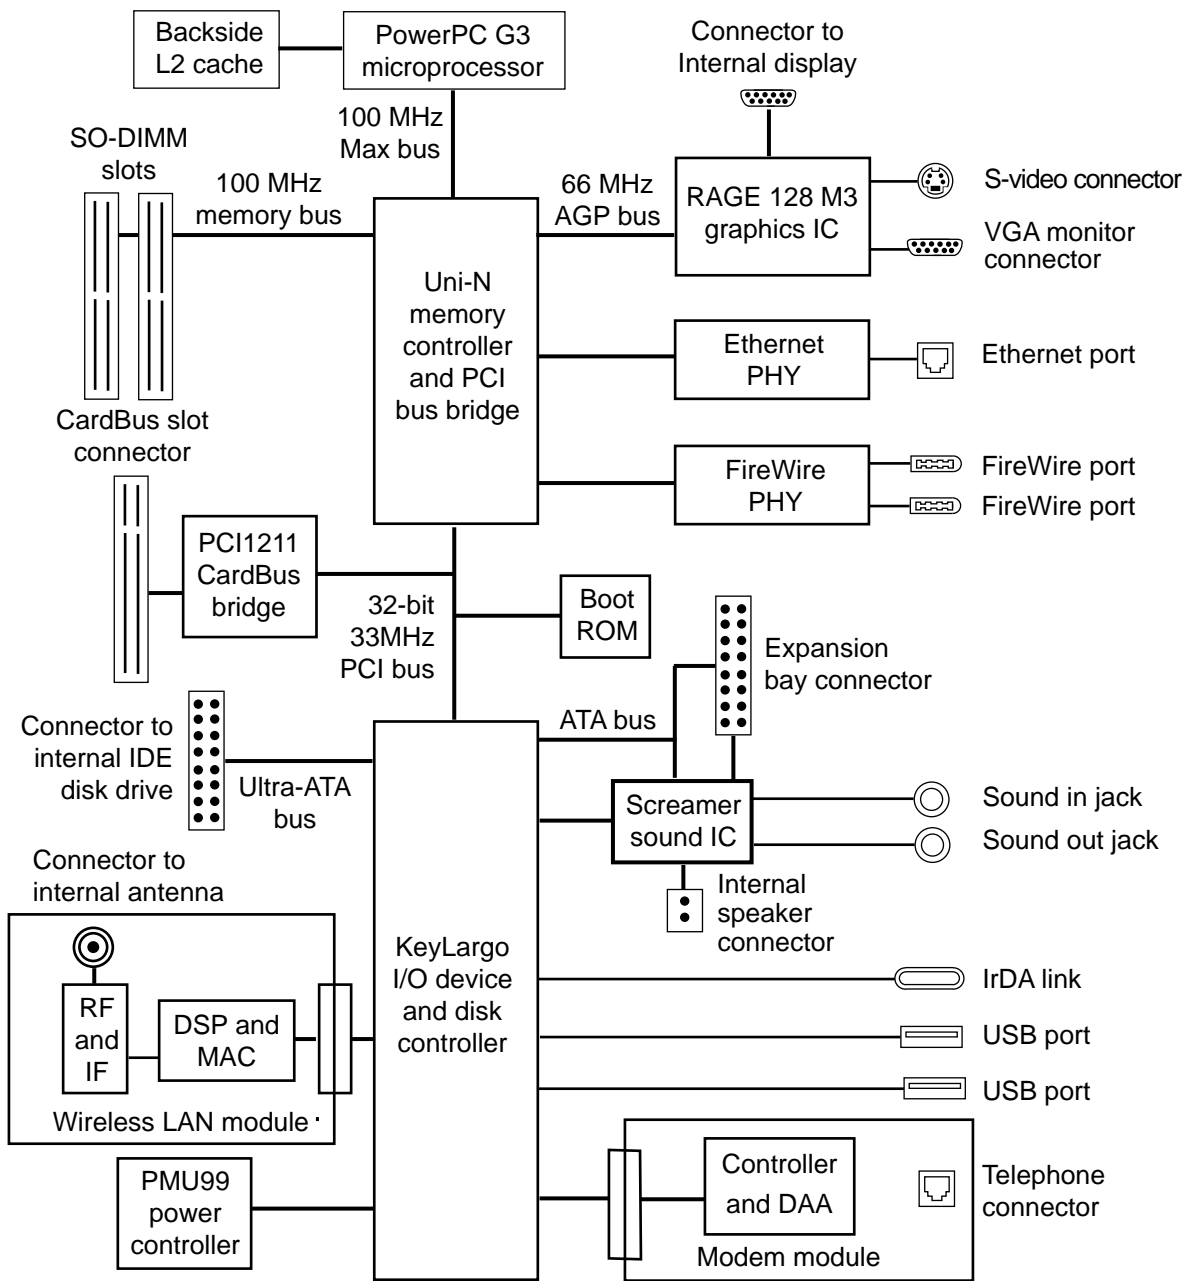 Backside
L2 cache
PowerPC G3
microprocessor
Connector to
Internal display
100 MHz
Max bus
SO-DIMM
slots
100 MHz
memory bus
66 MHz
AGP bus
RAGE 128 M3
graphics IC
S-video connector
VGA monitor
connector
Uni-N
memory
controller
and PCI
bus bridge
Ethernet
PHY
Ethernet port
CardBus slot
connector
FireWire
PHY
FireWire port
FireWire port
PCI1211
CardBus
bridge
32-bit
33MHz
PCI bus
Boot
ROM
Expansion
bay connector
Connector to
internal IDE
disk drive
Ultra-ATA
bus
ATA bus
Screamer
sound IC
Sound in jack
Sound out jack
Internal
speaker
connector
Connector to
internal antenna
KeyLargo
I/O device
and disk
controller
IrDA link
RF
and
IF
DSP and
MAC
USB port
USB port
Wireless LAN module
PMU99
power
controller
Controller
and DAA
Modem module
Telephone
connector